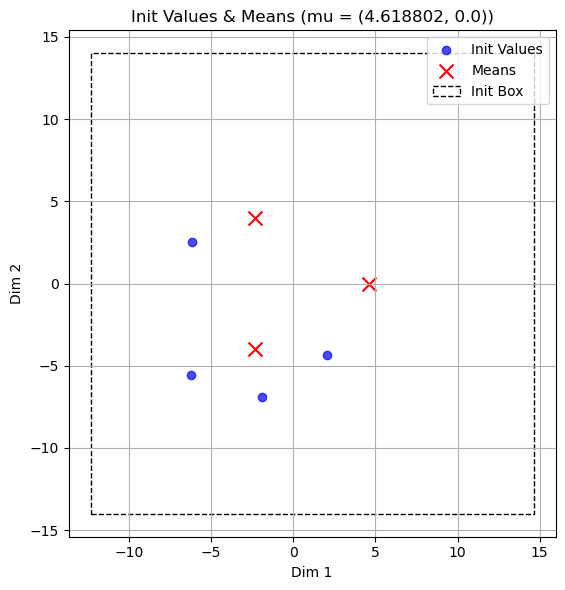 Init Values & Means (mu = (4.618802, 0.0))
Init Values
Means
Init Box
15
10
5
0
−5
−10
−15
Dim 2
−10 −5 0 5 10 15
Dim 1